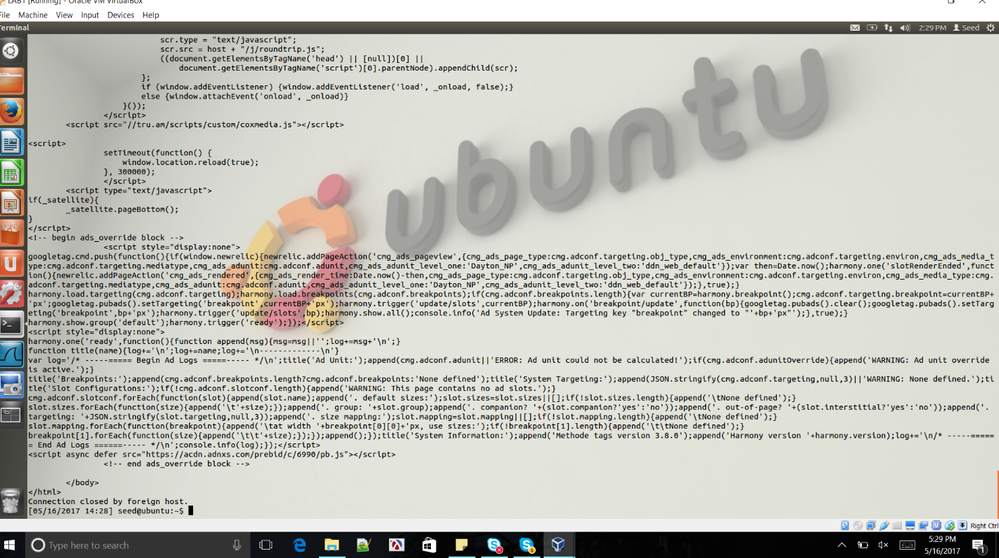 LAB1 [Running] - Oracle VM VirtualBox
File Machine View Input Devices Help
Terminal 2:29 PM Seed
scr.type = "text/javascript";
scr.src = host + "/j/roundtrip.js";
((document.getElementsByTagName('head') || [null])[0] ||
document.getElementsByTagName('script')[0].parentNode).appendChild(scr);
};
if (window.addEventListener) {window.addEventListener('load', _onload, false);}
else {window.attachEvent('onload', _onload)}
}());
</script>
<script src="//tru.am/scripts/custom/coxmedia.js"></script>
<script>
setTimeout(function() {
window.location.reload(true);
}, 300000);
</script>
<script type="text/javascript">
if(_satellite){
_satellite.pageBottom();
}
</script>
<!-- begin ads_override block -->
<script style="display:none">
googletag.cmd.push(function(){if(window.newrelic){newrelic.addPageAction('cmg_ads_pageview',{cmg_ads_page_type:cmg.adconf.targeting.obj_type,cmg_ads_environment:cmg.adconf.targeting.environ,cmg_ads_media_t
ype:cmg.adconf.targeting.mediatype,cmg_ads_adunit:cmg.adconf.adunit,cmg_ads_adunit_level_one:'Dayton_NP',cmg_ads_adunit_level_two:'ddn_web_default'});var then=Date.now();harmony.one('slotRenderEnded',funct
ion(){newrelic.addPageAction('cmg_ads_rendered',{cmg_ads_render_time:Date.now()-then,cmg_ads_page_type:cmg.adconf.targeting.obj_type,cmg_ads_environment:cmg.adconf.targeting.environ,cmg_ads_media_type:cmg.
adconf.targeting.mediatype,cmg_ads_adunit:cmg.adconf.adunit,cmg_ads_adunit_level_one:'Dayton_NP',cmg_ads_adunit_level_two:'ddn_web_default'});},true);}
harmony.load.targeting(cmg.adconf.targeting);harmony.load.breakpoints(cmg.adconf.breakpoints);if(cmg.adconf.breakpoints.length){var currentBP=harmony.breakpoint();cmg.adconf.targeting.breakpoint=currentBP+
'px';googletag.pubads().setTargeting('breakpoint',currentBP+'px');harmony.trigger('update/slots',currentBP);harmony.on('breakpoint/update',function(bp){googletag.pubads().clear();googletag.pubads().setTarg
eting('breakpoint',bp+'px');harmony.trigger('update/slots',bp);harmony.show.all();console.info('Ad System Update: Targeting key "breakpoint" changed to "'+bp+'px"');},true);}
harmony.show.group('default');harmony.trigger('ready');});</script>
<script style="display:none">
harmony.one('ready',function(){function append(msg){msg=msg||'';log+=msg+'\n';}
function title(name){log+='\n';log+=name;log+='\n-------------\n'}
var log='/* -----===== Begin Ad Logs =====----- */\n';title('Ad Unit:');append(cmg.adconf.adunit||'ERROR: Ad unit could not be calculated!');if(cmg.adconf.adunitOverride){append('WARNING: Ad unit override
is active.');}
title('Breakpoints:');append(cmg.adconf.breakpoints.length?cmg.adconf.breakpoints:'None defined');title('System Targeting:');append(JSON.stringify(cmg.adconf.targeting,null,3)||'WARNING: None defined.');ti
tle('Slot Configurations:');if(!cmg.adconf.slotconf.length){append('WARNING: This page contains no ad slots.');}
cmg.adconf.slotconf.forEach(function(slot){append(slot.name);append('. default sizes:');slot.sizes=slot.sizes||[];if(!slot.sizes.length){append('\tNone defined');}
slot.sizes.forEach(function(size){append('\t'+size);});append('. group: '+slot.group);append('. companion? '+(slot.companion?'yes':'no'));append('. out-of-page? '+(slot.interstitial?'yes':'no'));append('.
targeting: '+JSON.stringify(slot.targeting,null,3));append('. size mapping:');slot.mapping=slot.mapping||[];if(!slot.mapping.length){append('\tNone defined');}
slot.mapping.forEach(function(breakpoint){append('\tat width '+breakpoint[0][0]+'px, use sizes:');if(!breakpoint[1].length){append('\t\tNone defined');}
breakpoint[1].forEach(function(size){append('\t\t'+size);});});append();});title('System Information:');append('Methode tags version 3.8.0');append('Harmony version '+harmony.version);log+='\n/* -----=====
= End Ad Logs ======----- */\n';console.info(log);});</script>
<script async defer src="https://acdn.adnxs.com/prebid/c/6990/pb.js"></script>
<!-- end ads_override block -->
</body>
</html>
Connection closed by foreign host.
[05/16/2017 14:28] seed@ubuntu:~$
ubuntu
Right Ctrl
Type here to search
5:29 PM
5/16/2017
1